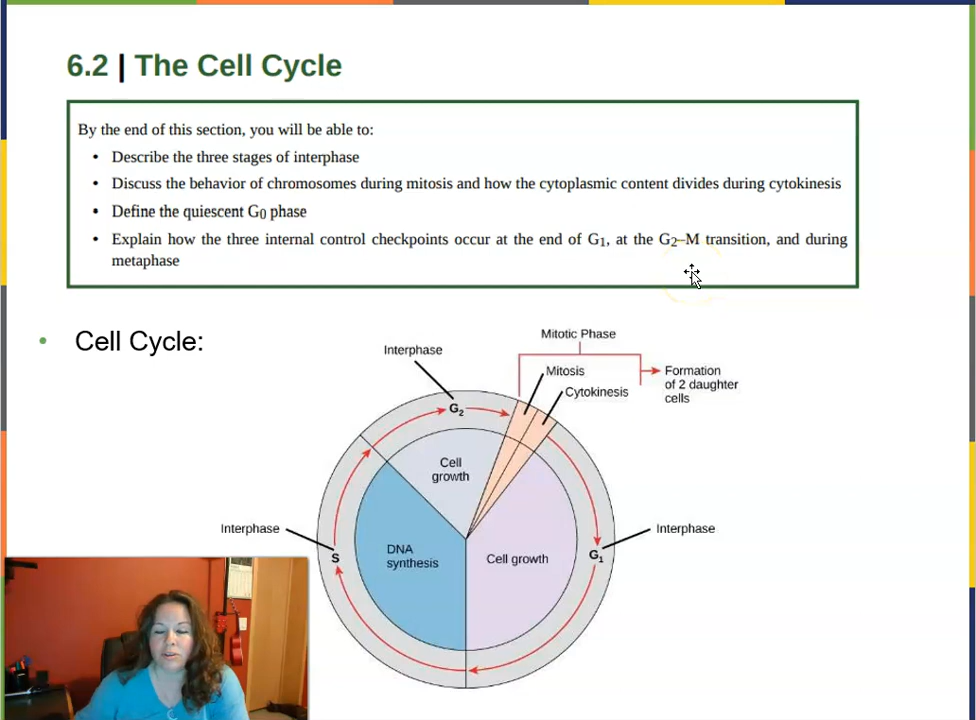 6.2 | The Cell Cycle
By the end of this section, you will be able to:
• Describe the three stages of interphase
• Discuss the behavior of chromosomes during mitosis and how the cytoplasmic content divides during cytokinesis
• Define the quiescent G0 phase
• Explain how the three internal control checkpoints occur at the end of G1, at the G2–M transition, and during
metaphase
• Cell Cycle:
Mitotic Phase
Interphase
Mitosis
Formation
of 2 daughter
cells
Cytokinesis
G2
Cell
growth
Interphase
Interphase
S
DNA
synthesis
Cell growth
G1